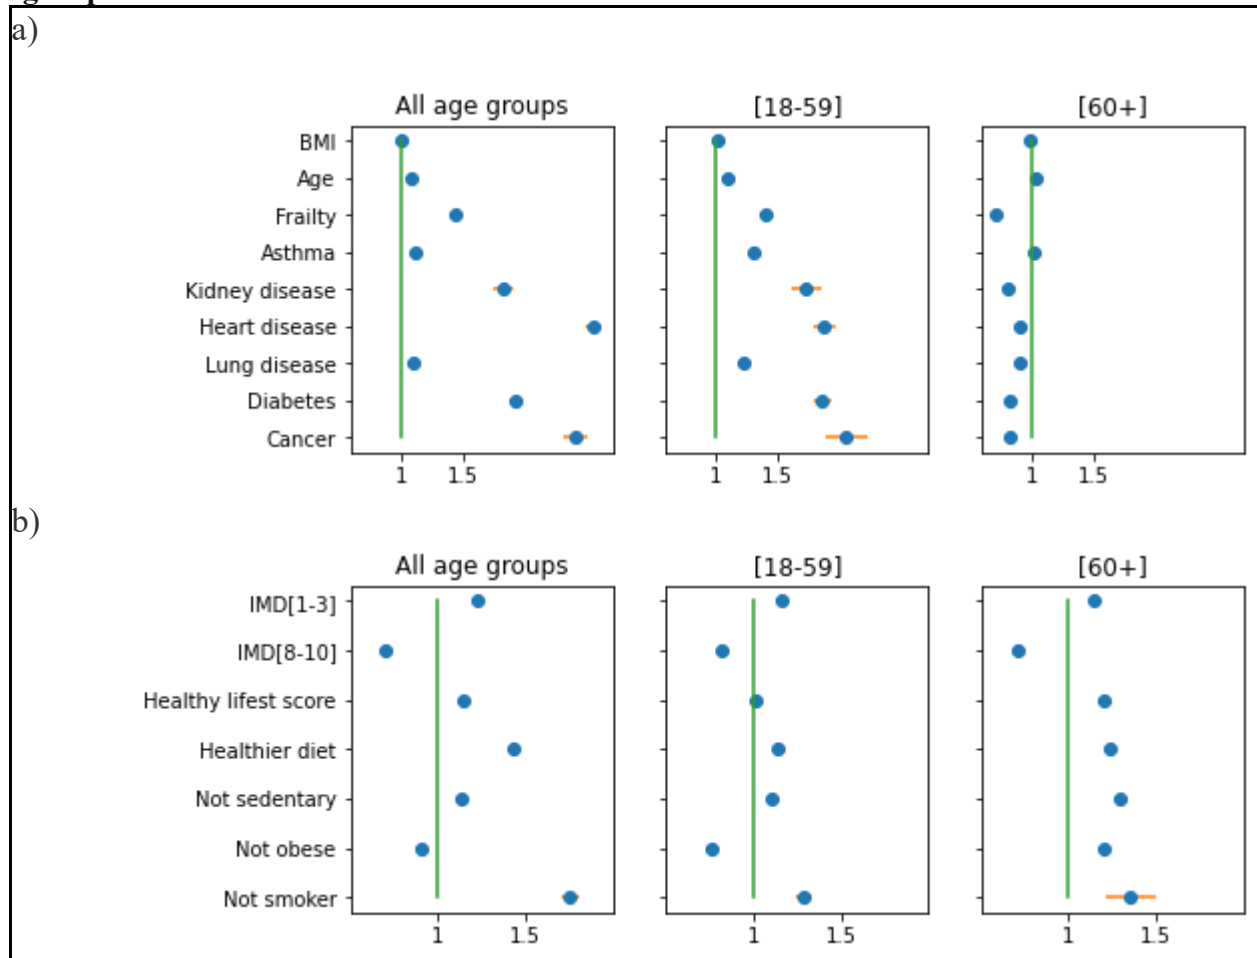 a)
All age groups [18-59] [60+]
BMI
Age
Frailty
Asthma
Kidney disease
Heart disease
Lung disease
Diabetes
Cancer
1 1.5 1 1.5 1 1.5
b)
All age groups [18-59] [60+]
IMD[1-3]
IMD[8-10]
Healthy lifest score
Healthier diet
Not sedentary
Not obese
Not smoker
1 1.5 1 1.5 1 1.5